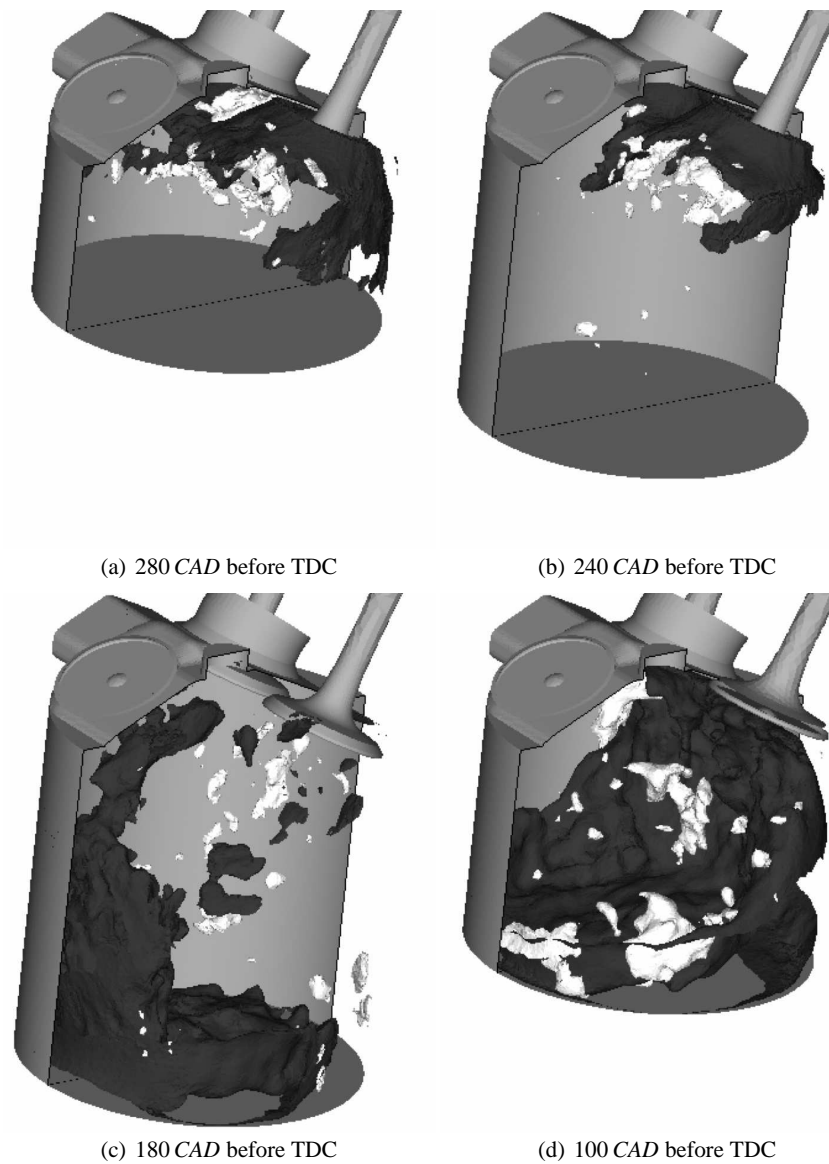 (a) 280 CAD before TDC
(b) 240 CAD before TDC
(c) 180 CAD before TDC
(d) 100 CAD before TDC